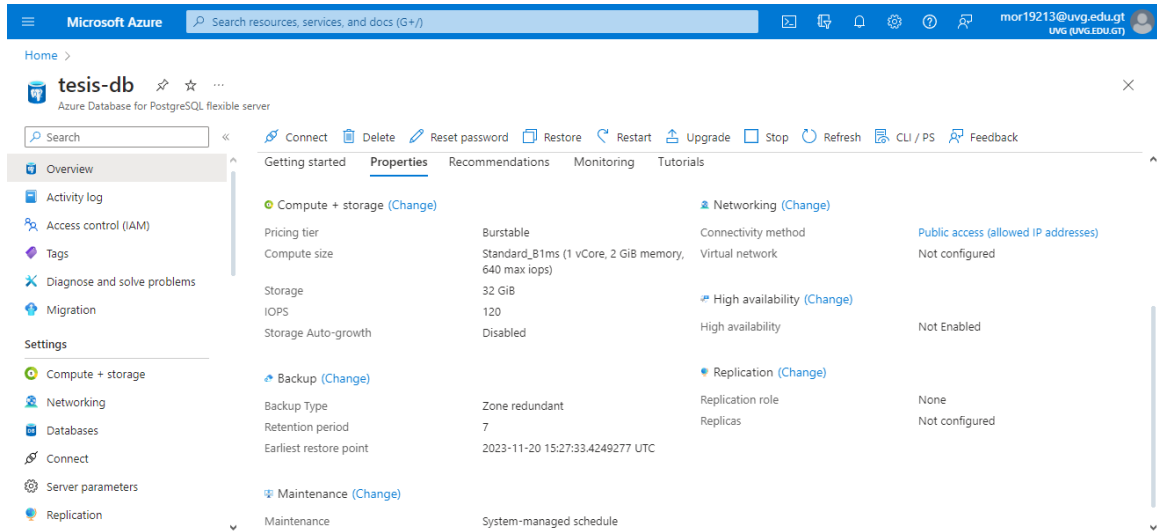 Microsoft Azure
Search resources, services, and docs (G+/)
mor19213@uvg.edu.gt
UVG (UVG.EDU.GT)
Home >
tesis-db
Azure Database for PostgreSQL flexible server
Search
Connect Delete Reset password Restore Restart Upgrade Stop Refresh CLI / PS Feedback
Overview
Activity log
Access control (IAM)
Tags
Diagnose and solve problems
Migration
Settings
Compute + storage
Networking
Databases
Connect
Server parameters
Replication
Getting started Properties Recommendations Monitoring Tutorials
Compute + storage (Change)
Pricing tier Burstable
Compute size Standard_B1ms (1 vCore, 2 GiB memory,
640 max iops)
Storage 32 GiB
IOPS 120
Storage Auto-growth Disabled
Backup (Change)
Backup Type Zone redundant
Retention period 7
Earliest restore point 2023-11-20 15:27:33.4249277 UTC
Maintenance (Change)
Maintenance System-managed schedule
Networking (Change)
Connectivity method Public access (allowed IP addresses)
Virtual network Not configured
High availability (Change)
High availability Not Enabled
Replication (Change)
Replication role None
Replicas Not configured